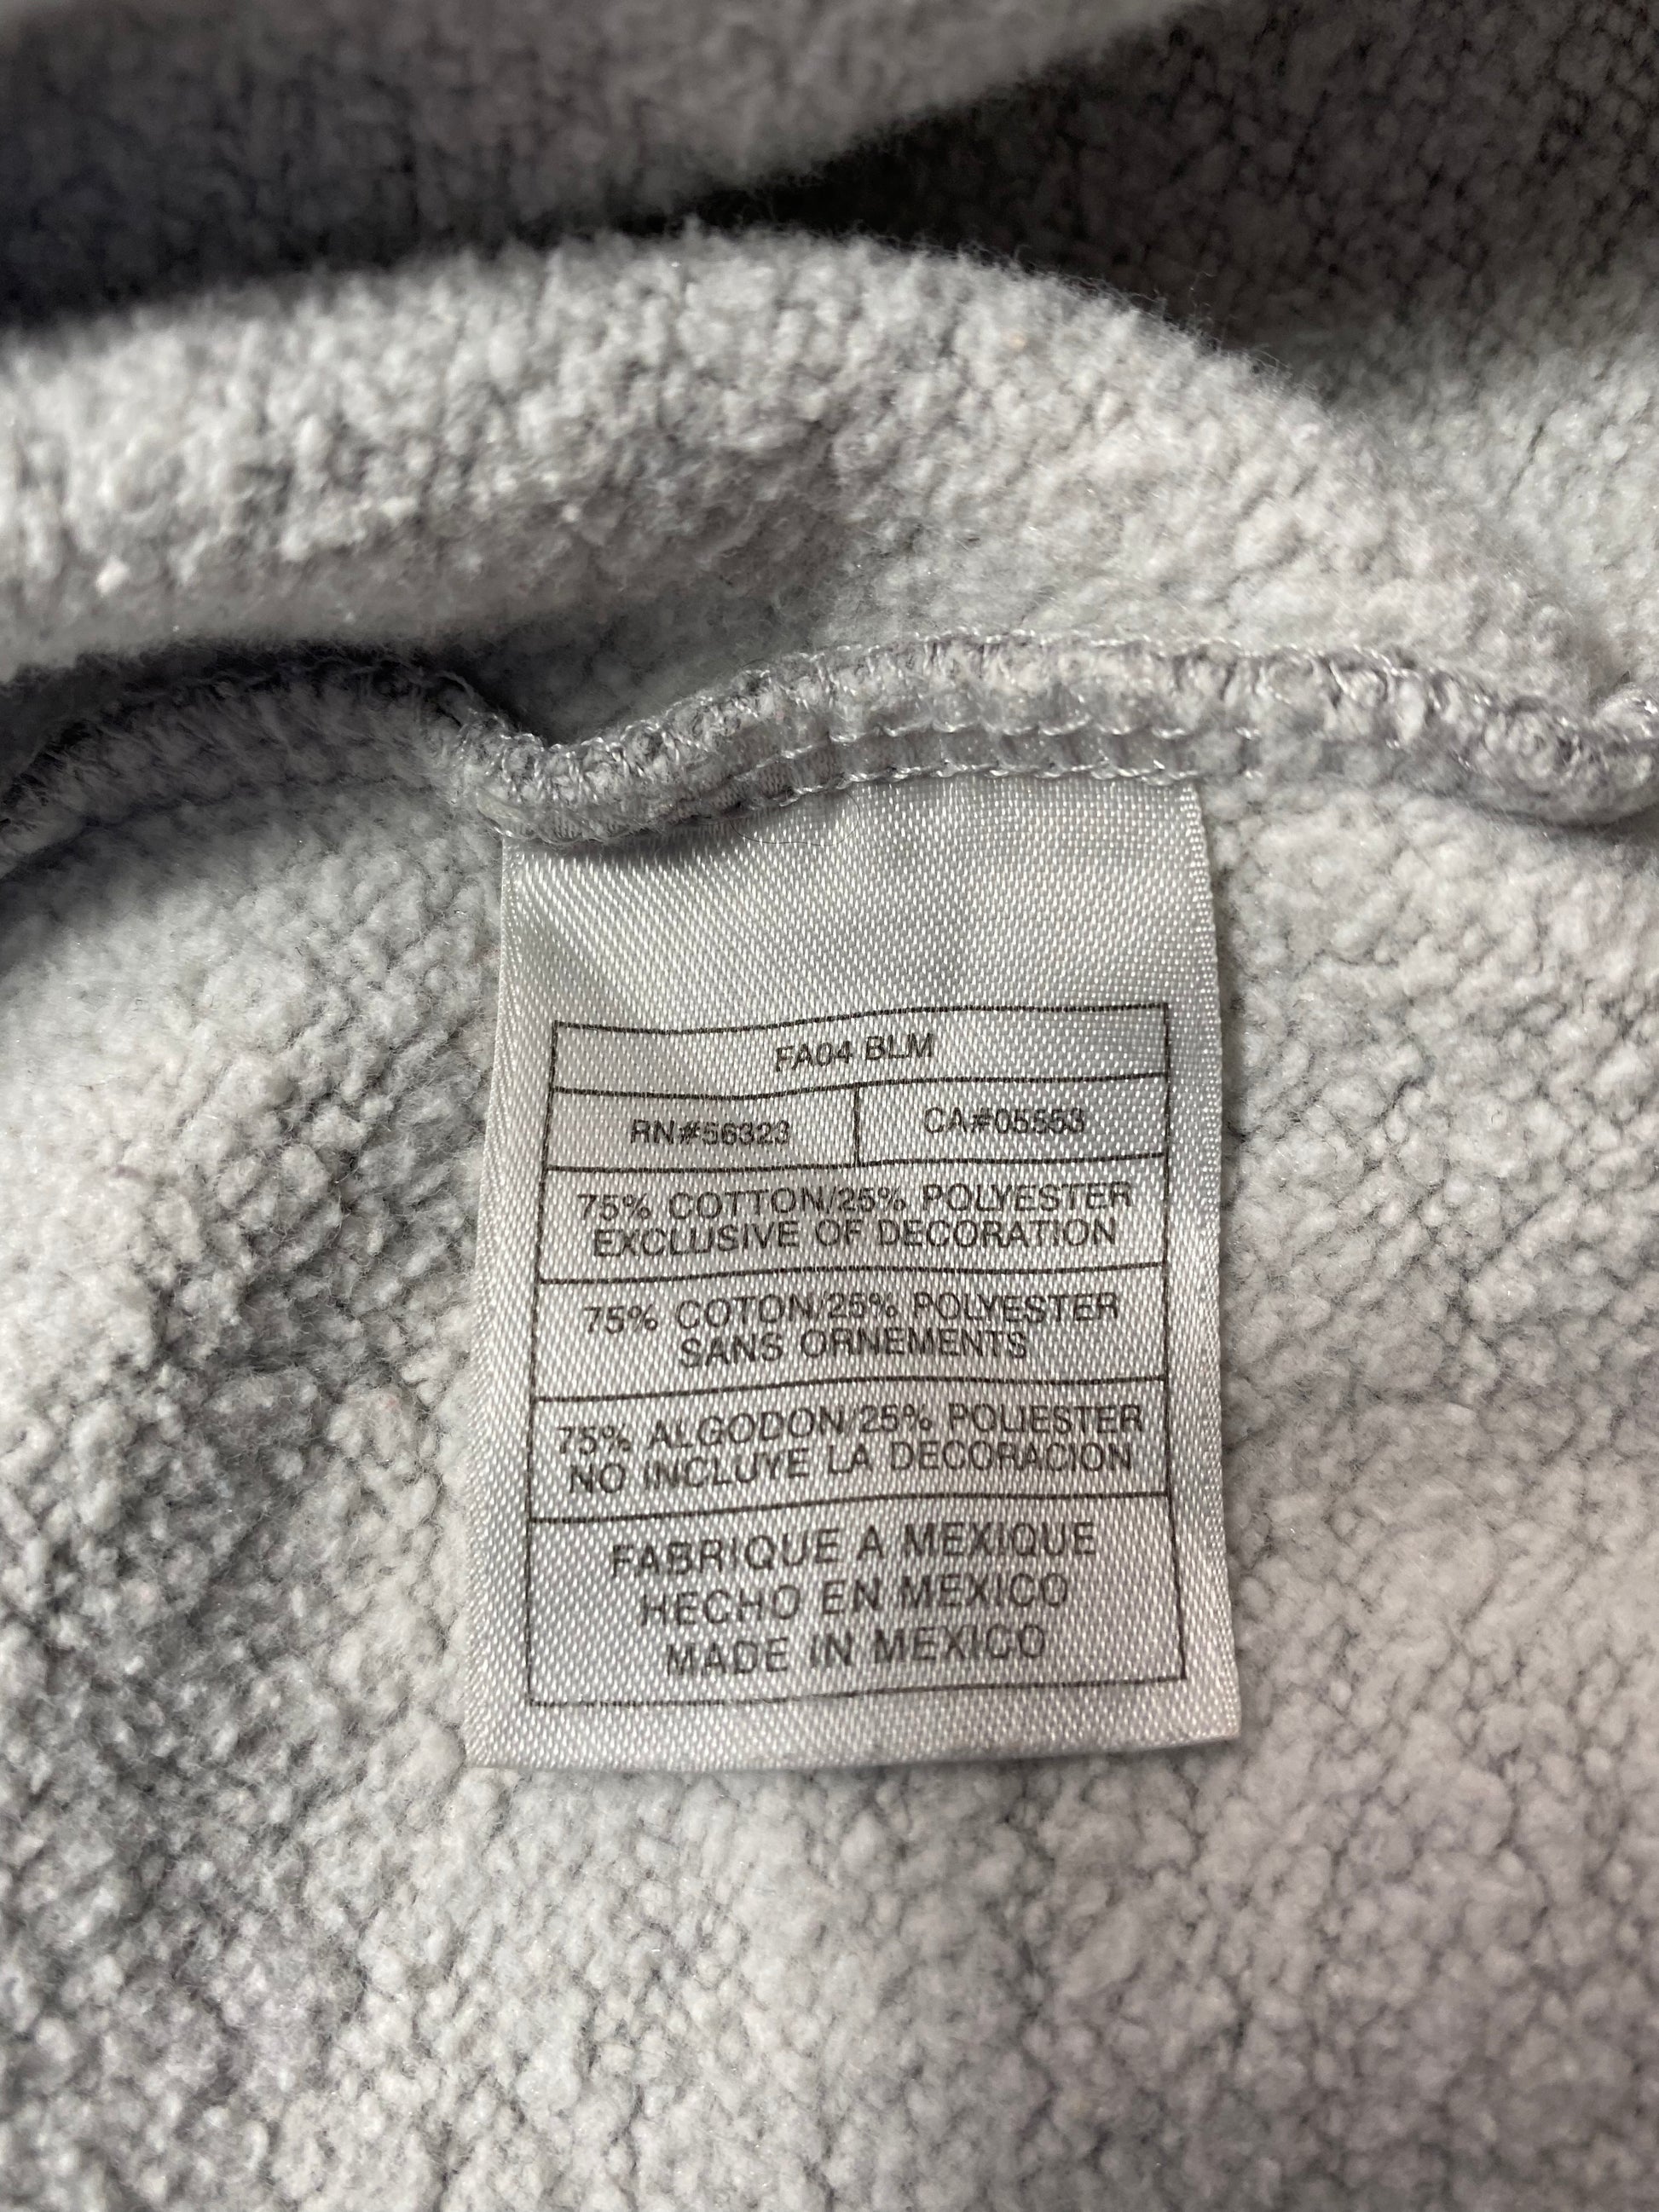 FA04 BLM
RN#56323 CA#05553
75% COTTON/25% POLYESTER
EXCLUSIVE OF DECORATION
75% COTON/25% POLYESTER
SANS ORNEMENTS
75% ALGODON/25% POLIESTER
NO INCLUYE LA DECORACION
FABRIQUE A MEXIQUE
HECHO EN MEXICO
MADE IN MEXICO